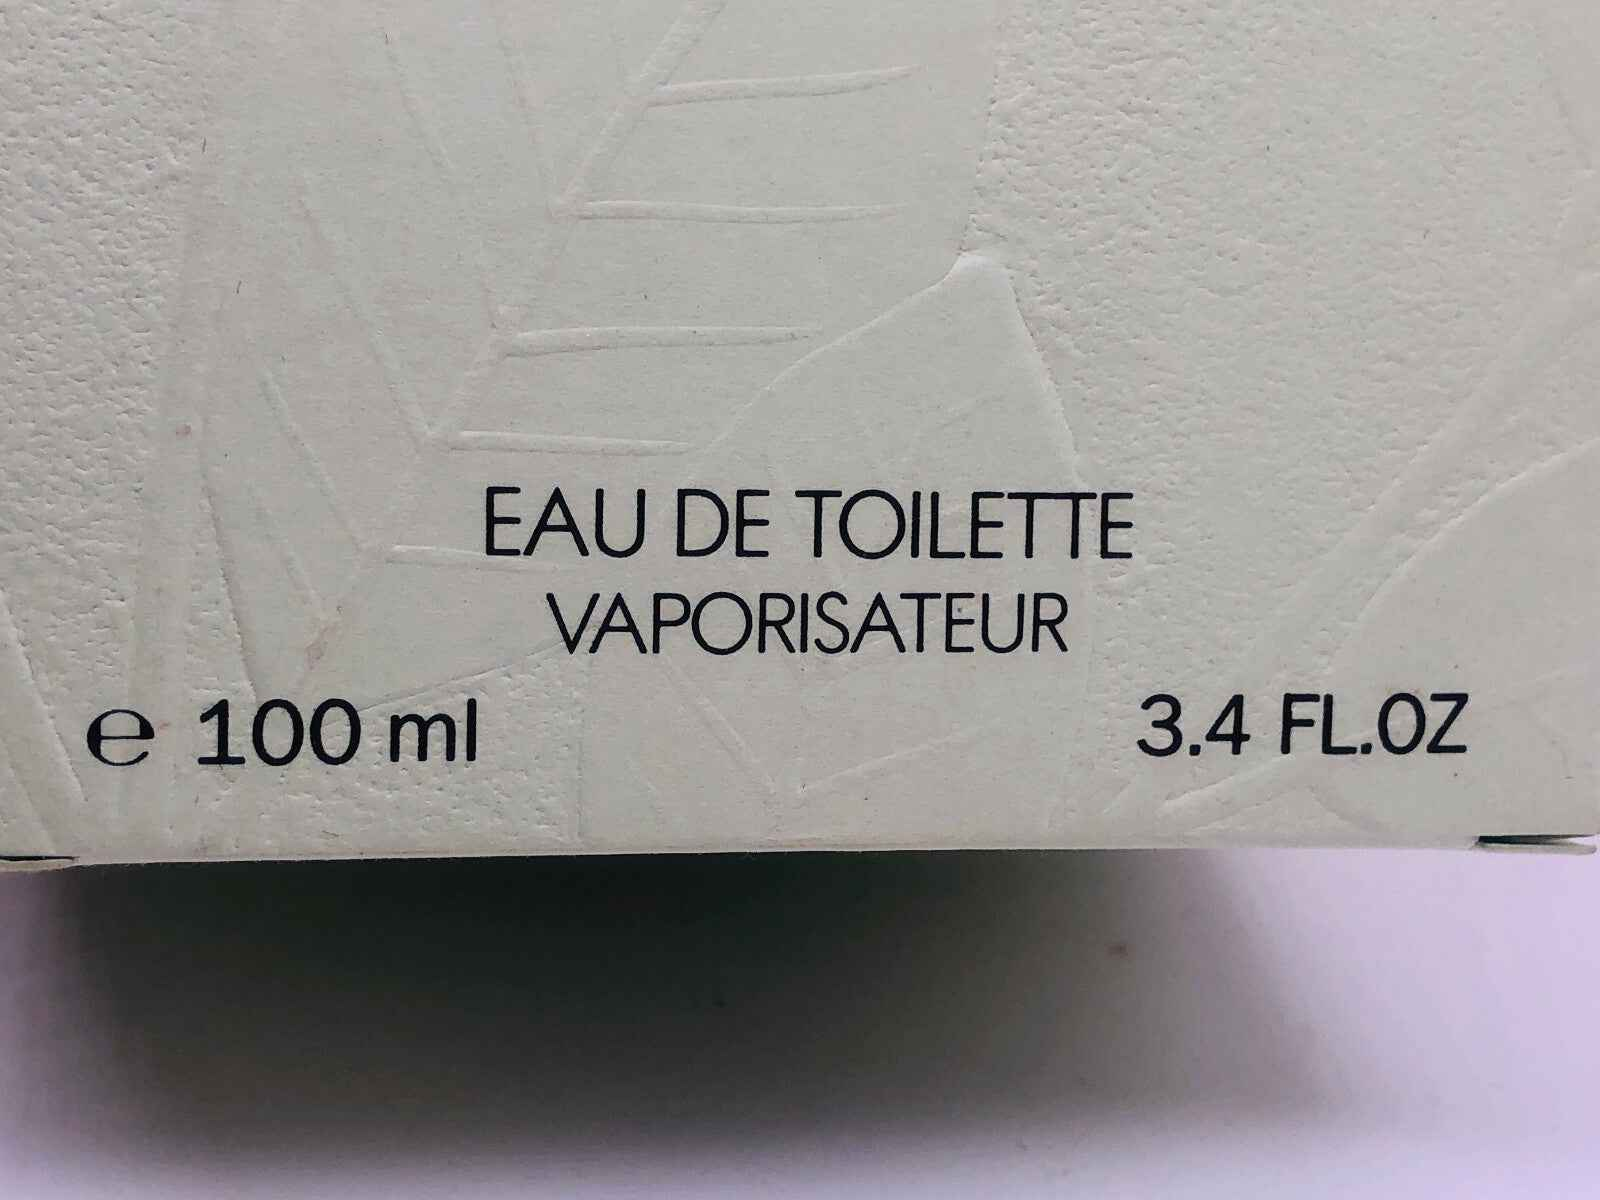 EAU DE TOILETTE
VAPORISATEUR
℮ 100 ml 3.4 FL.OZ